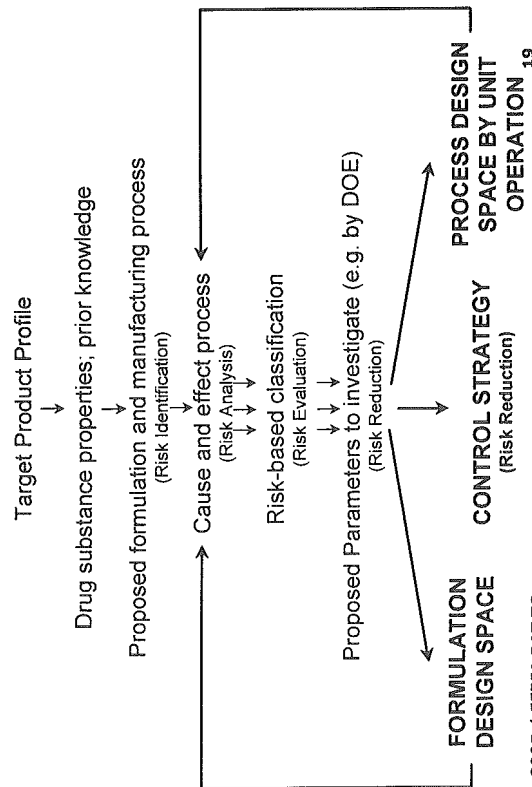 Target Product Profile
Drug substance properties; prior knowledge
Proposed formulation and manufacturing process
(Risk Identification)
Cause and effect process
(Risk Analysis)
Risk-based classification
(Risk Evaluation)
Proposed Parameters to investigate (e.g. by DOE)
(Risk Reduction)
FORMULATION
DESIGN SPACE
CONTROL STRATEGY
(Risk Reduction)
PROCESS DESIGN
SPACE BY UNIT
OPERATION
19